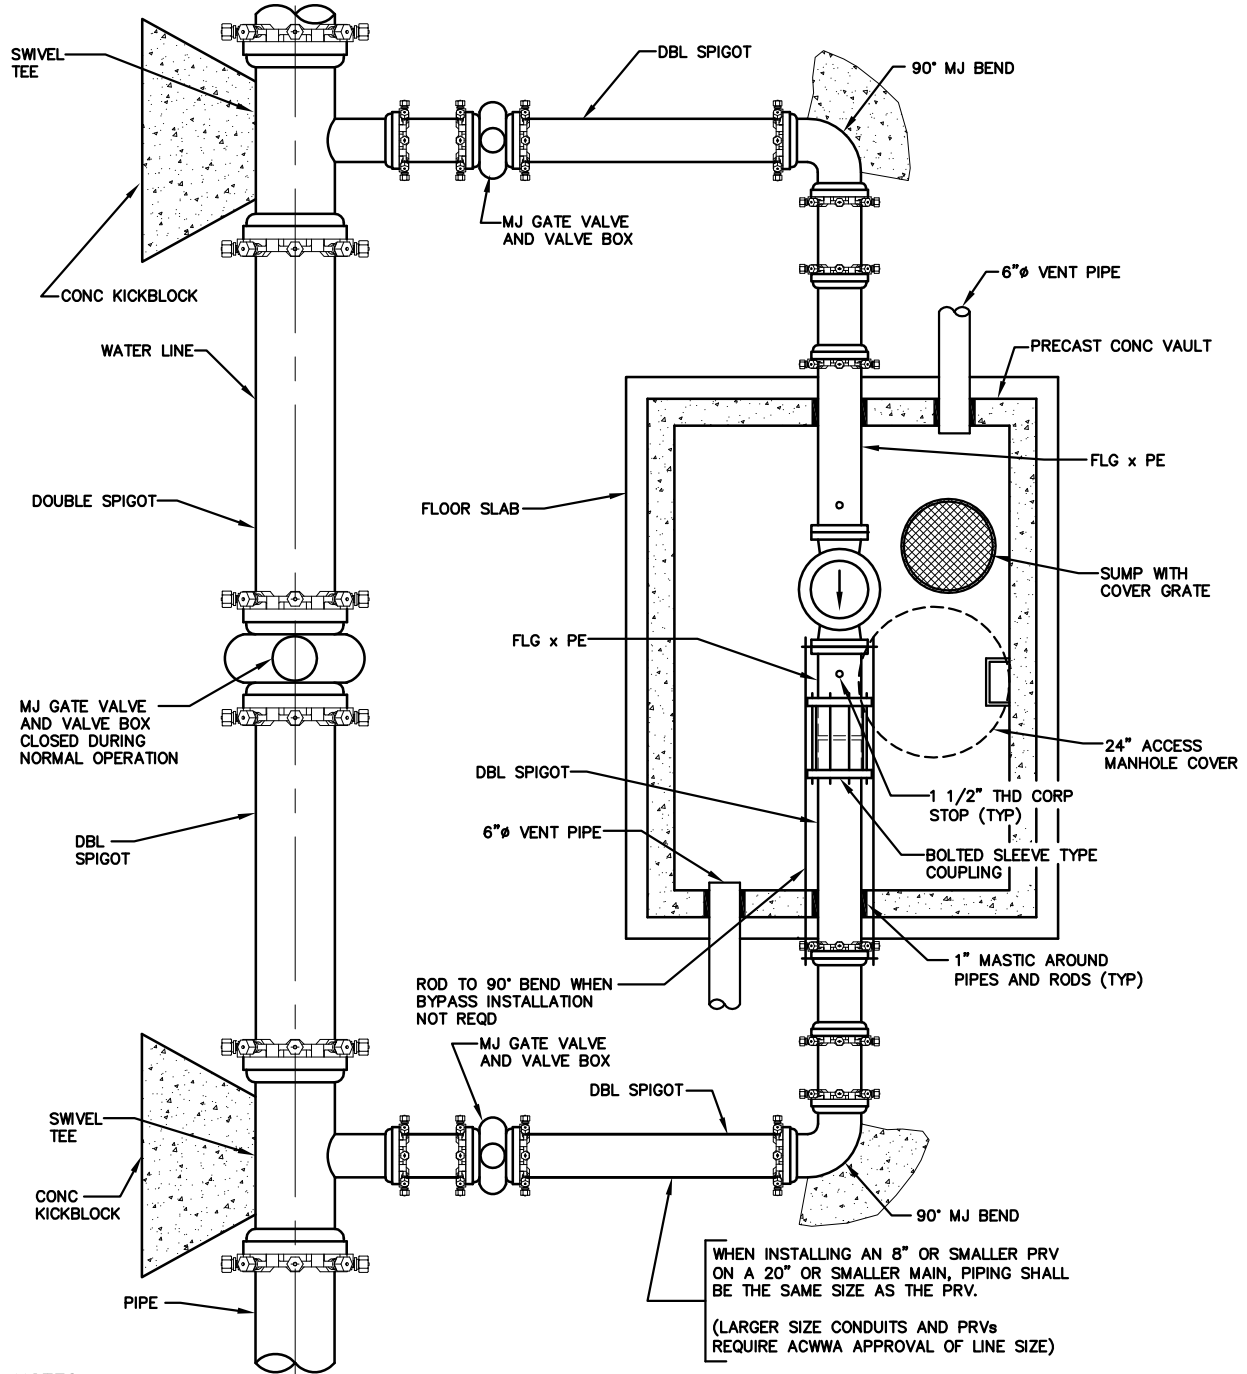 SWIVEL
TEE
DBL SPIGOT
90° MJ BEND
MJ GATE VALVE
AND VALVE BOX
CONC KICKBLOCK
6"ø VENT PIPE
WATER LINE
PRECAST CONC VAULT
FLG x PE
DOUBLE SPIGOT
FLOOR SLAB
SUMP WITH
COVER GRATE
FLG x PE
MJ GATE VALVE
AND VALVE BOX
CLOSED DURING
NORMAL OPERATION
24" ACCESS
MANHOLE COVER
DBL SPIGOT
1 1/2" THD CORP
STOP (TYP)
6"ø VENT PIPE
DBL
SPIGOT
BOLTED SLEEVE TYPE
COUPLING
1" MASTIC AROUND
PIPES AND RODS (TYP)
ROD TO 90° BEND WHEN
BYPASS INSTALLATION
NOT REQD
MJ GATE VALVE
AND VALVE BOX
DBL SPIGOT
SWIVEL
TEE
CONC
KICKBLOCK
90° MJ BEND
WHEN INSTALLING AN 8" OR SMALLER PRV
ON A 20" OR SMALLER MAIN, PIPING SHALL
BE THE SAME SIZE AS THE PRV.
(LARGER SIZE CONDUITS AND PRVs
REQUIRE ACWWA APPROVAL OF LINE SIZE)
PIPE